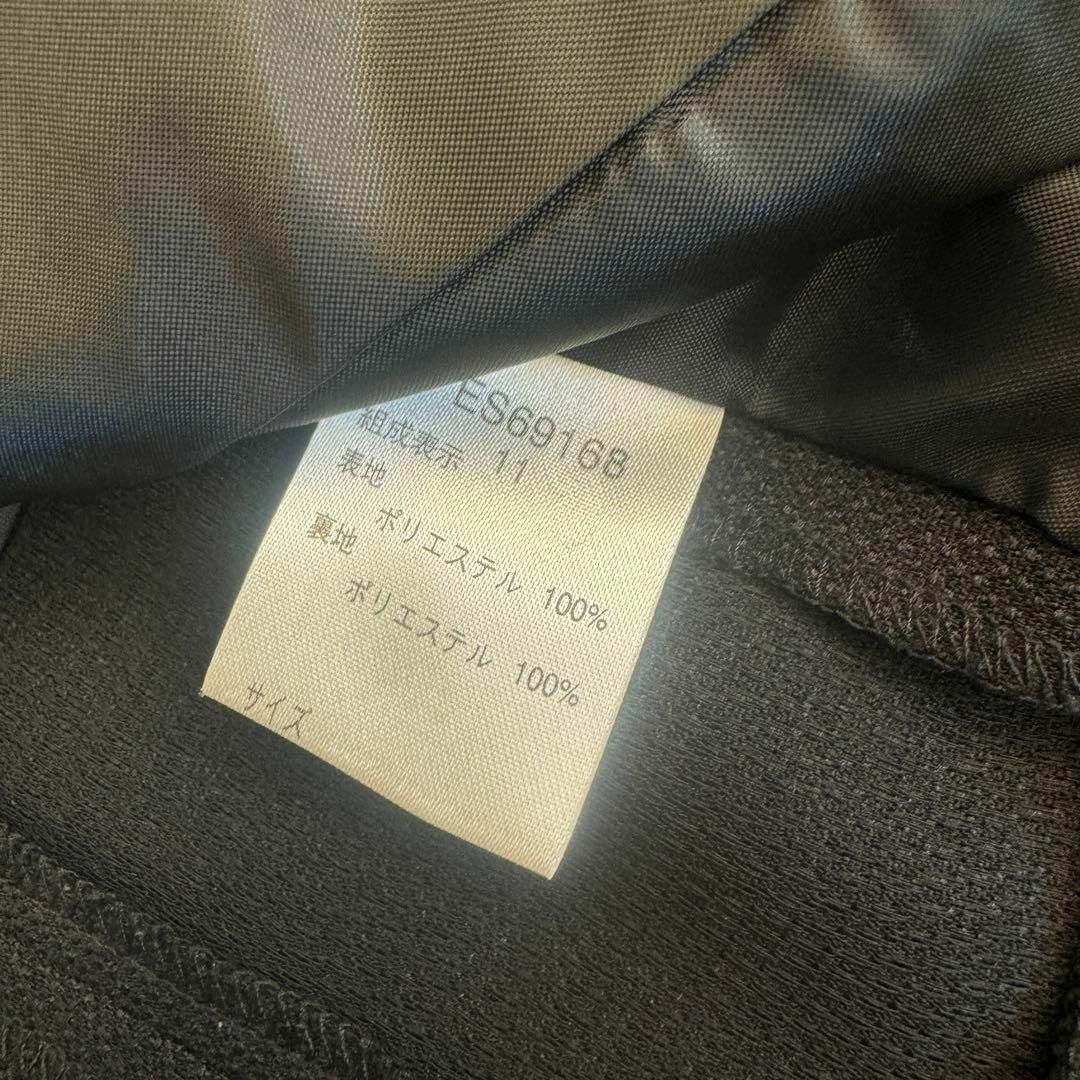 ES69168
組成表示 11
表地
ポリエステル 100%
裏地
ポリエステル 100%
サイズ